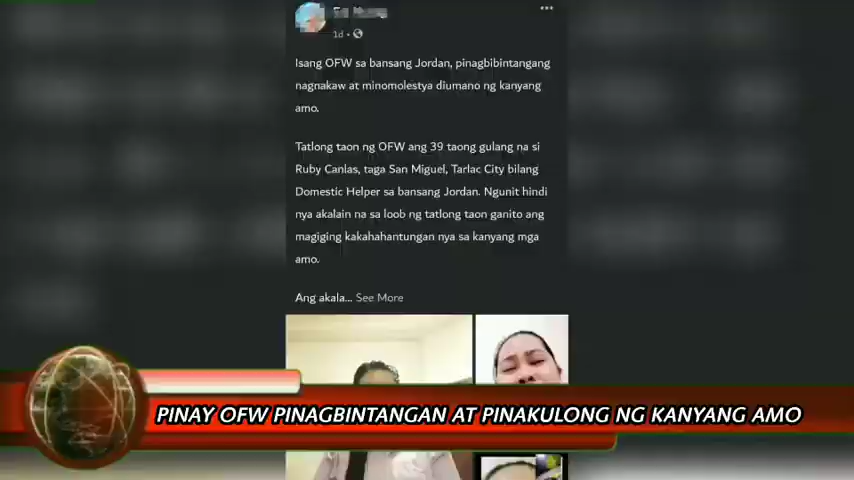 1d
Isang OFW sa bansang Jordan, pinagbibintangang
nagnakaw at minomolestya diumano ng kanyang
amo.
Tatlong taon ng OFW ang 39 taong gulang na si
Ruby Canlas, taga San Miguel, Tarlac City bilang
Domestic Helper sa bansang Jordan. Ngunit hindi
nya akalain na sa loob ng tatlong taon ganito ang
magiging kakahahantungan nya sa kanyang mga
amo.
Ang akala... See More
PINAY OFW PINAGBINTANGAN AT PINAKULONG NG KANYANG AMO